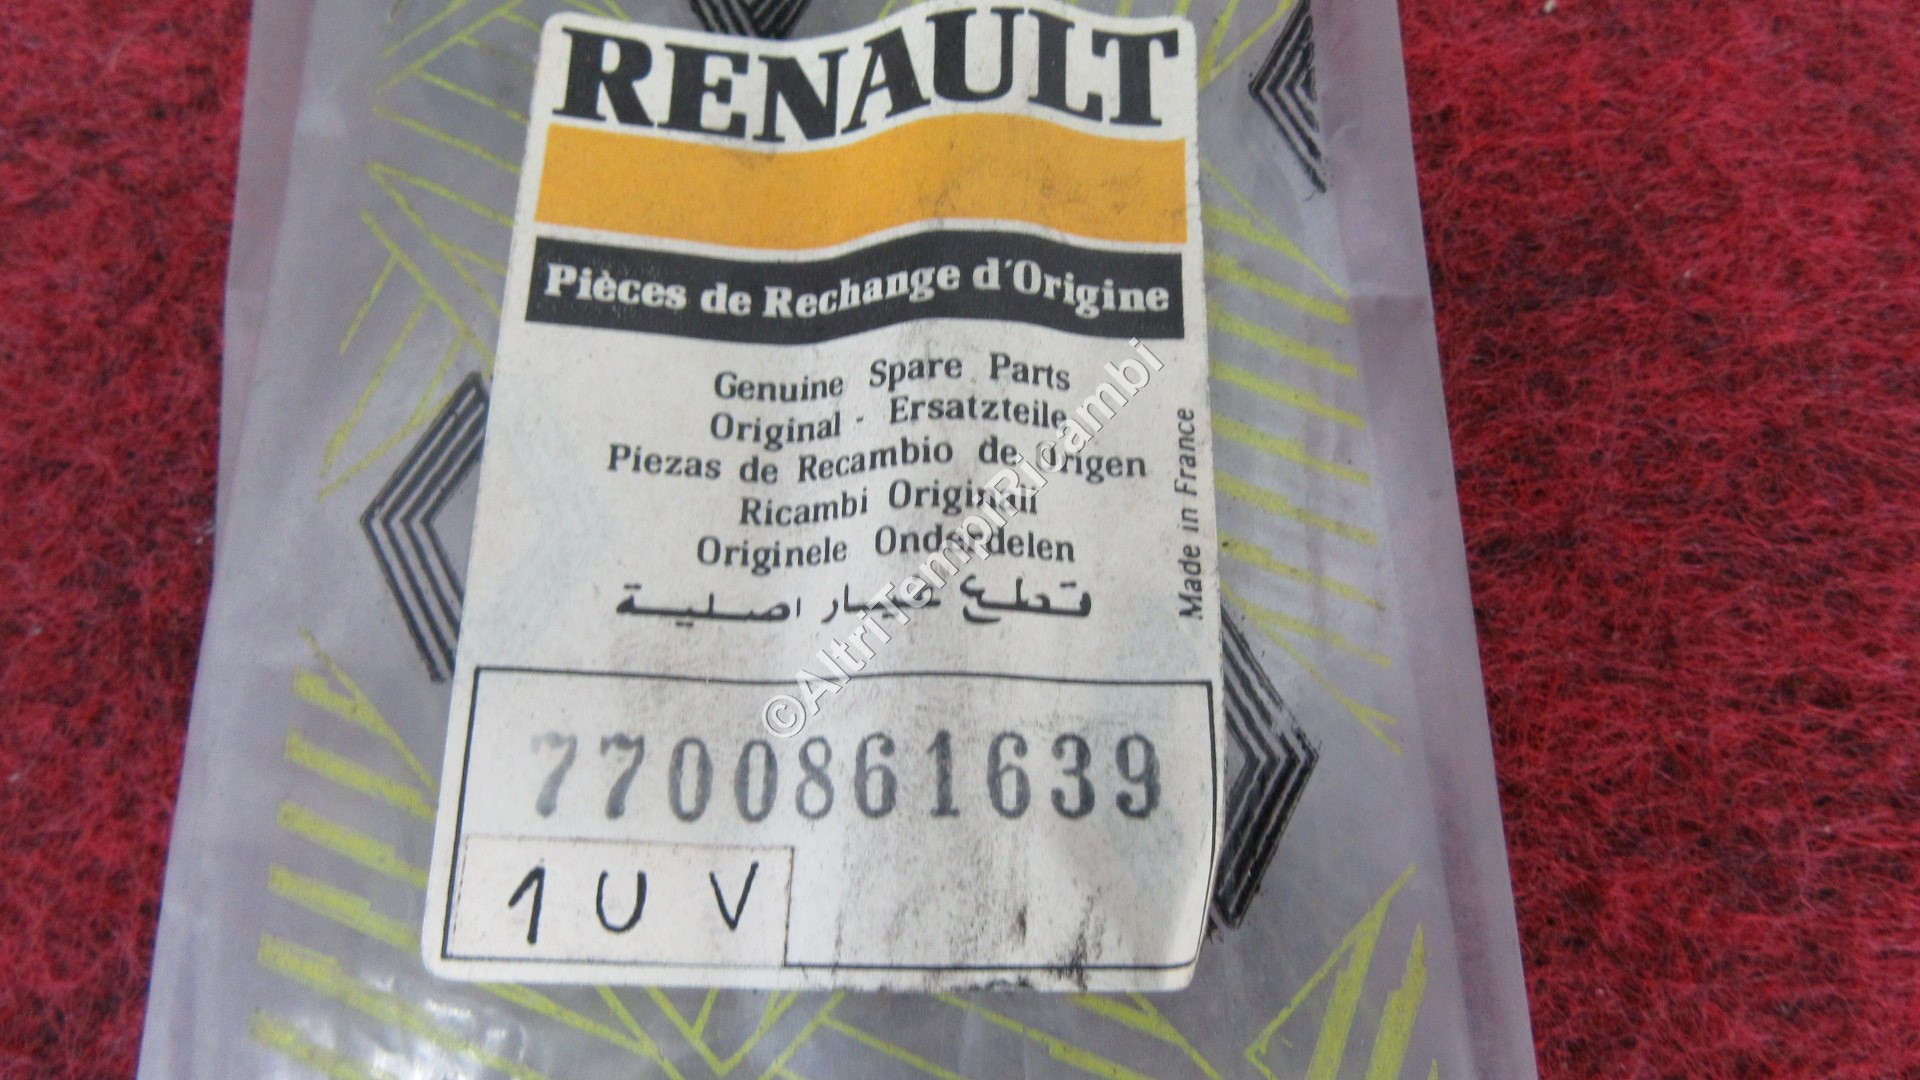 RENAULT
Pièces de Rechange d'Origine
Genuine Spare Parts
Original - Ersatzteile
Piezas de Recambio de Origen
Ricambi Originali
Originele Onderdelen
قطع غيار اصلية
Made in France
7700861639
1 U V
©AltriTempiRicambi